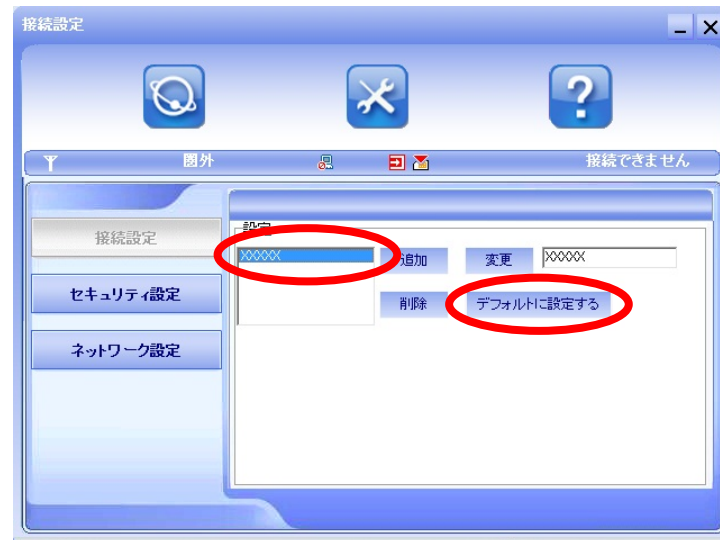 接続設定
圏外
接続できません
接続設定
セキュリティ設定
ネットワーク設定
設定
XXXXX
追加
変更
XXXXX
削除
デフォルトに設定する